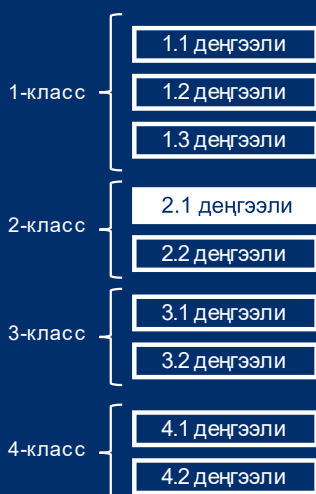 1-класс
1.1 деңгээли
1.2 деңгээли
1.3 деңгээли
2-класс
2.1 деңгээли
2.2 деңгээли
3-класс
3.1 деңгээли
3.2 деңгээли
4-класс
4.1 деңгээли
4.2 деңгээли